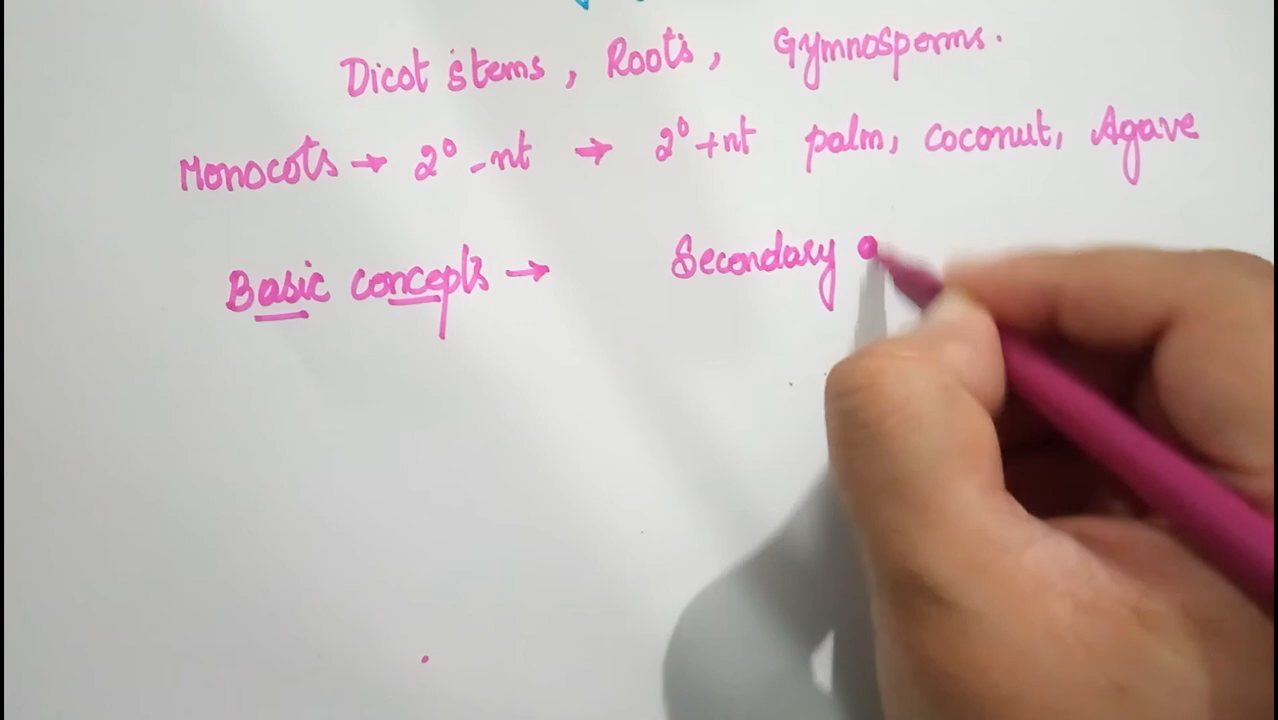 Dicot stems, Roots, Gymnosperms.
Monocots → 2° -nt → 2° +nt palm, coconut, Agave
Basic concepts → Secondary